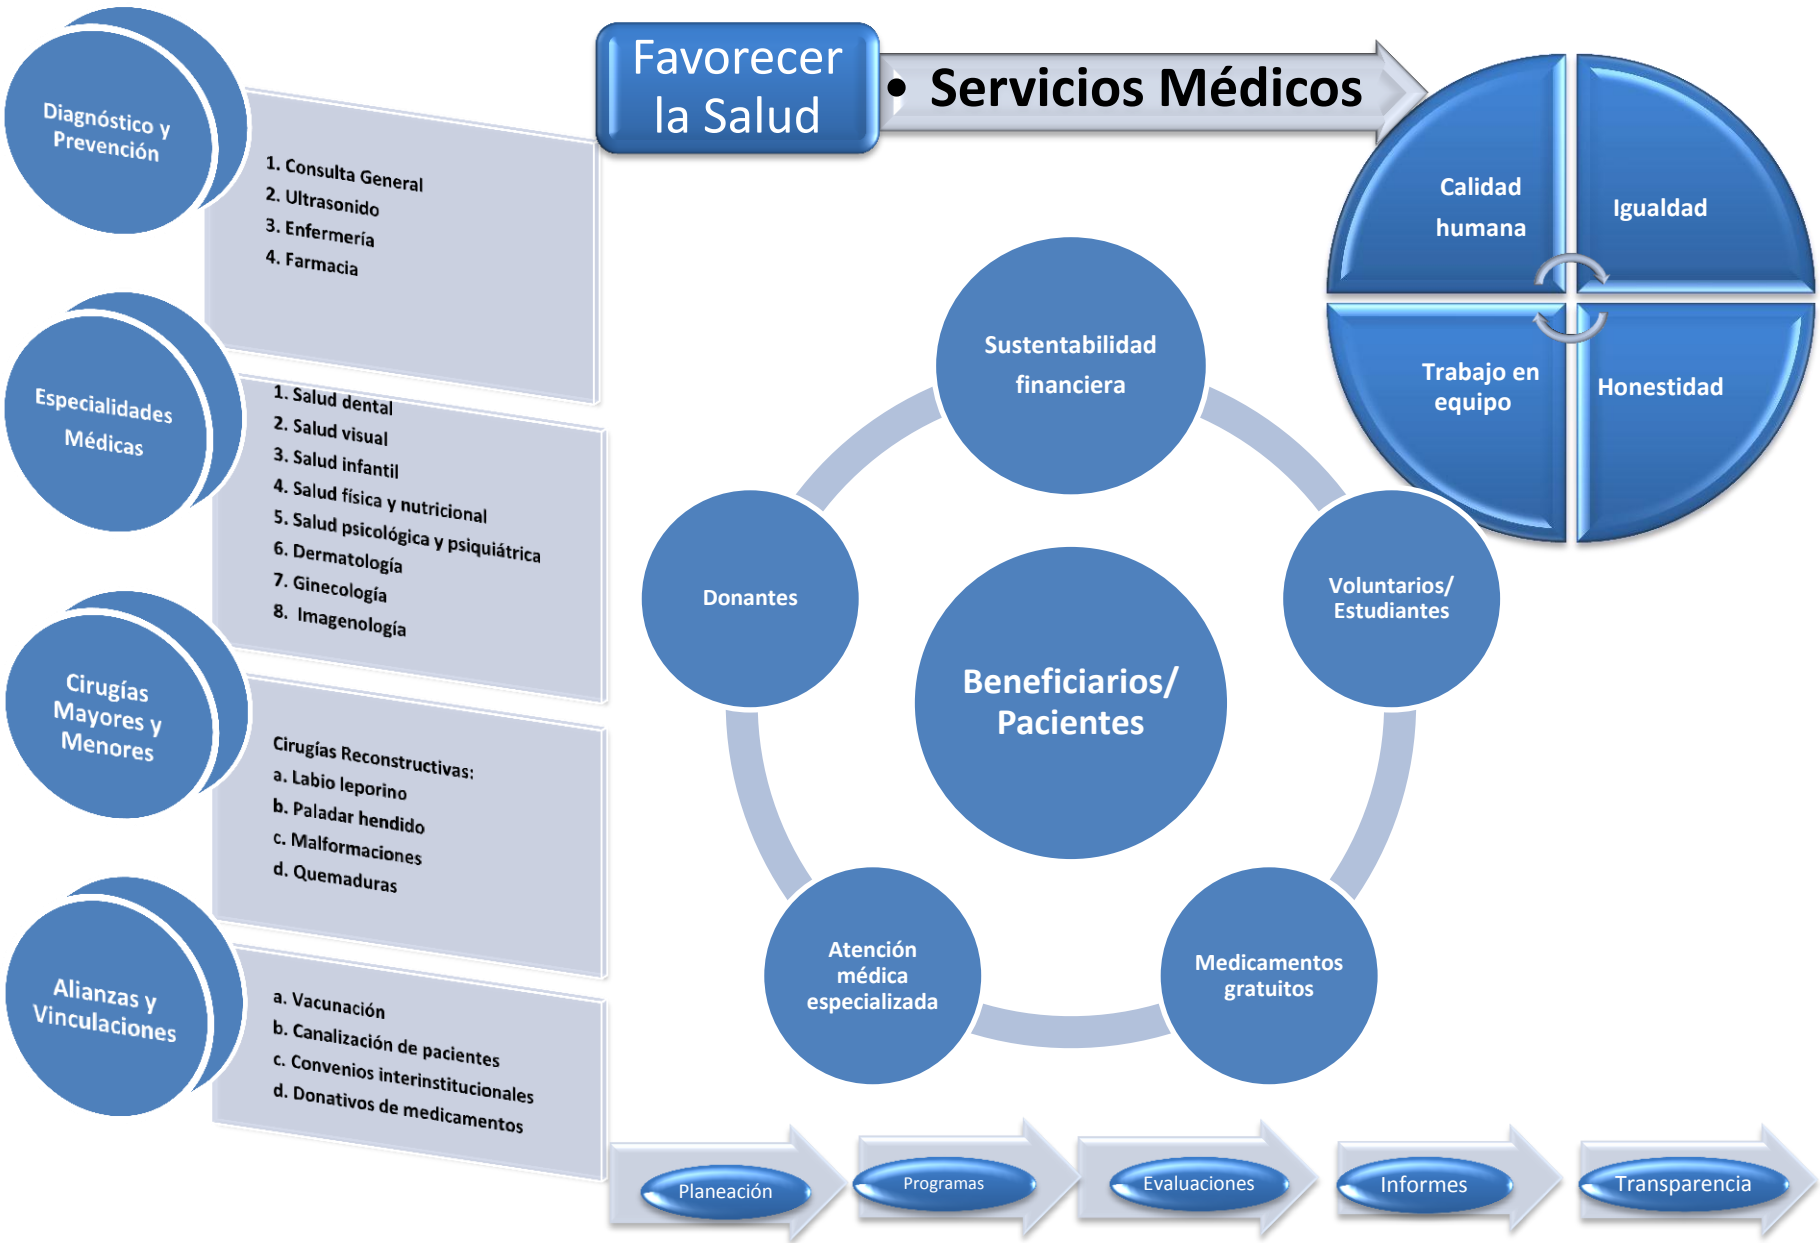 Favorecer
la Salud
• Servicios Médicos
Diagnóstico y
Prevención
1. Consulta General
2. Ultrasonido
3. Enfermería
4. Farmacia
Especialidades
Médicas
1. Salud dental
2. Salud visual
3. Salud infantil
4. Salud física y nutricional
5. Salud psicológica y psiquiátrica
6. Dermatología
7. Ginecología
8. Imagenología
Cirugías
Mayores y
Menores
Cirugías Reconstructivas:
a. Labio leporino
b. Paladar hendido
c. Malformaciones
d. Quemaduras
Alianzas y
Vinculaciones
a. Vacunación
b. Canalización de pacientes
c. Convenios interinstitucionales
d. Donativos de medicamentos
Calidad
humana
Igualdad
Trabajo en
equipo
Honestidad
Sustentabilidad
financiera
Donantes
Voluntarios/
Estudiantes
Beneficiarios/
Pacientes
Atención
médica
especializada
Medicamentos
gratuitos
Planeación
Programas
Evaluaciones
Informes
Transparencia